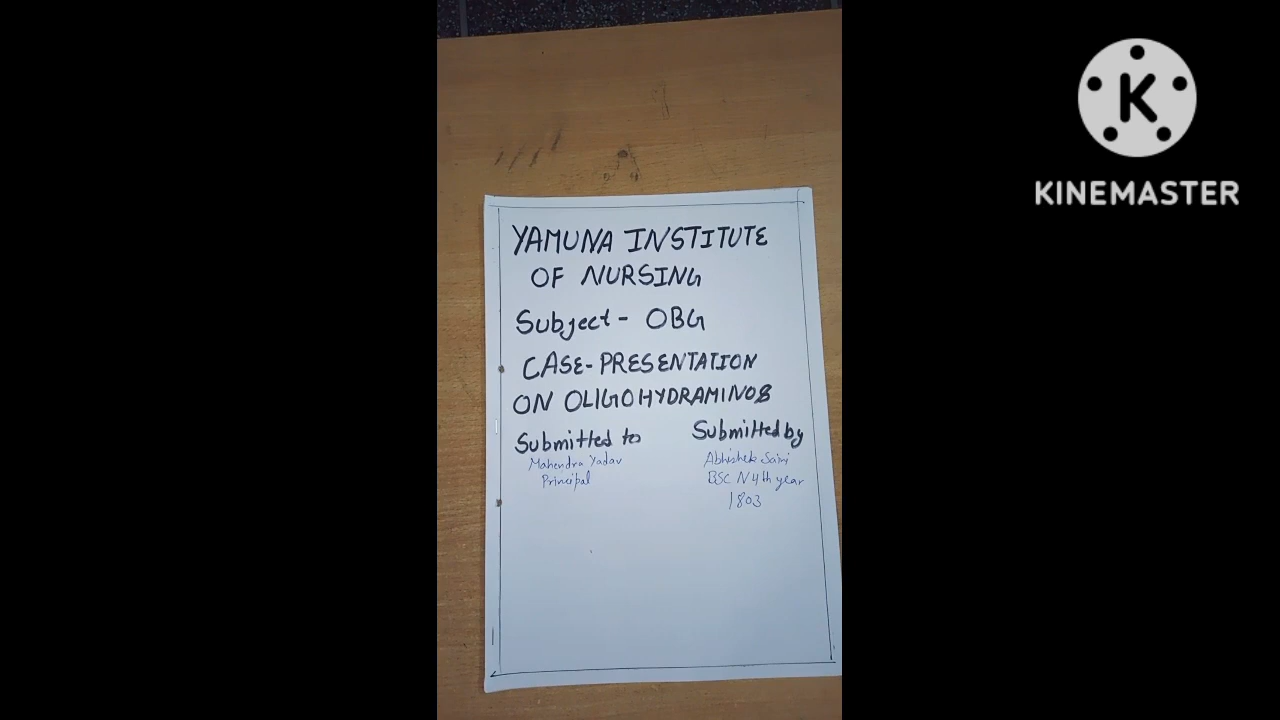 YAMUNA INSTITUTE
OF NURSING
Subject - OBG
CASE-PRESENTATION
ON OLIGOHYDRAMINOS
Submitted to
Mahendra Yadav
Principal
Submitted by
Abhishek Saini
BSC N 4th year
1803
KINEMASTER